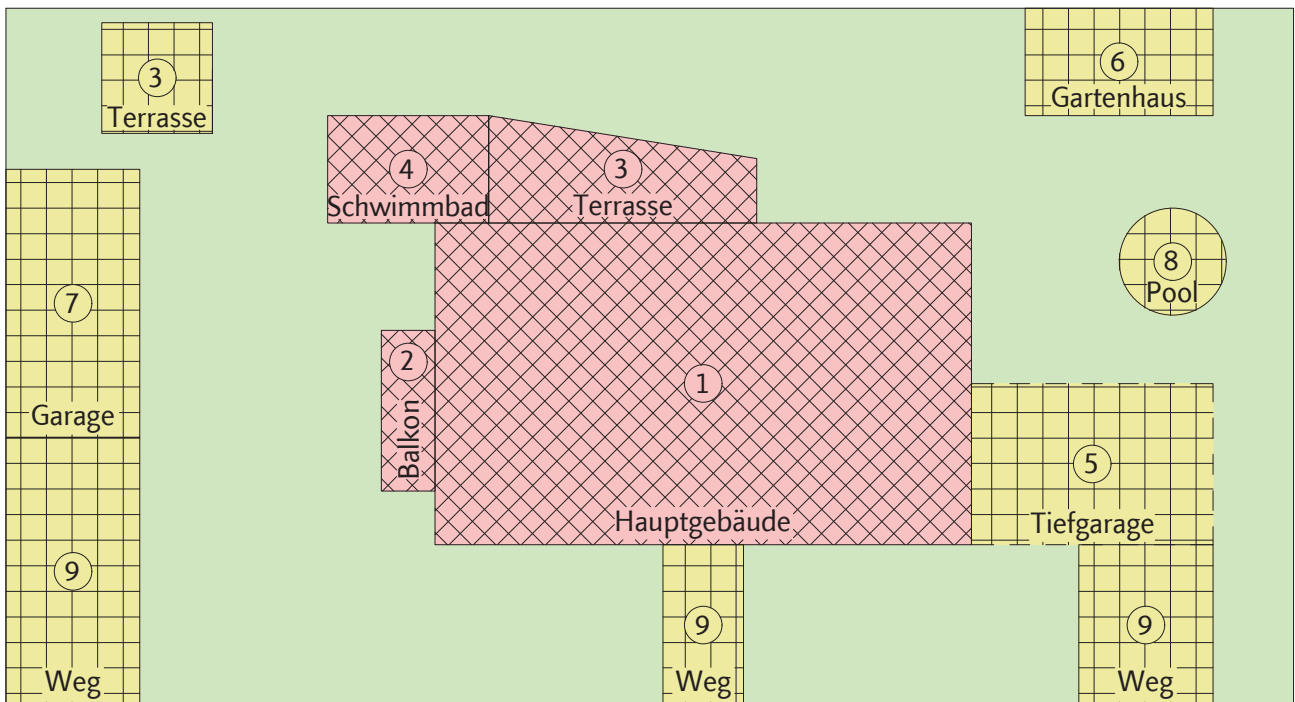 3
Terrasse
6
Gartenhaus
4
Schwimmbad
3
Terrasse
8
Pool
7
Garage
2
Balkon
1
Hauptgebäude
5
Tiefgarage
9
Weg
9
Weg
9
Weg